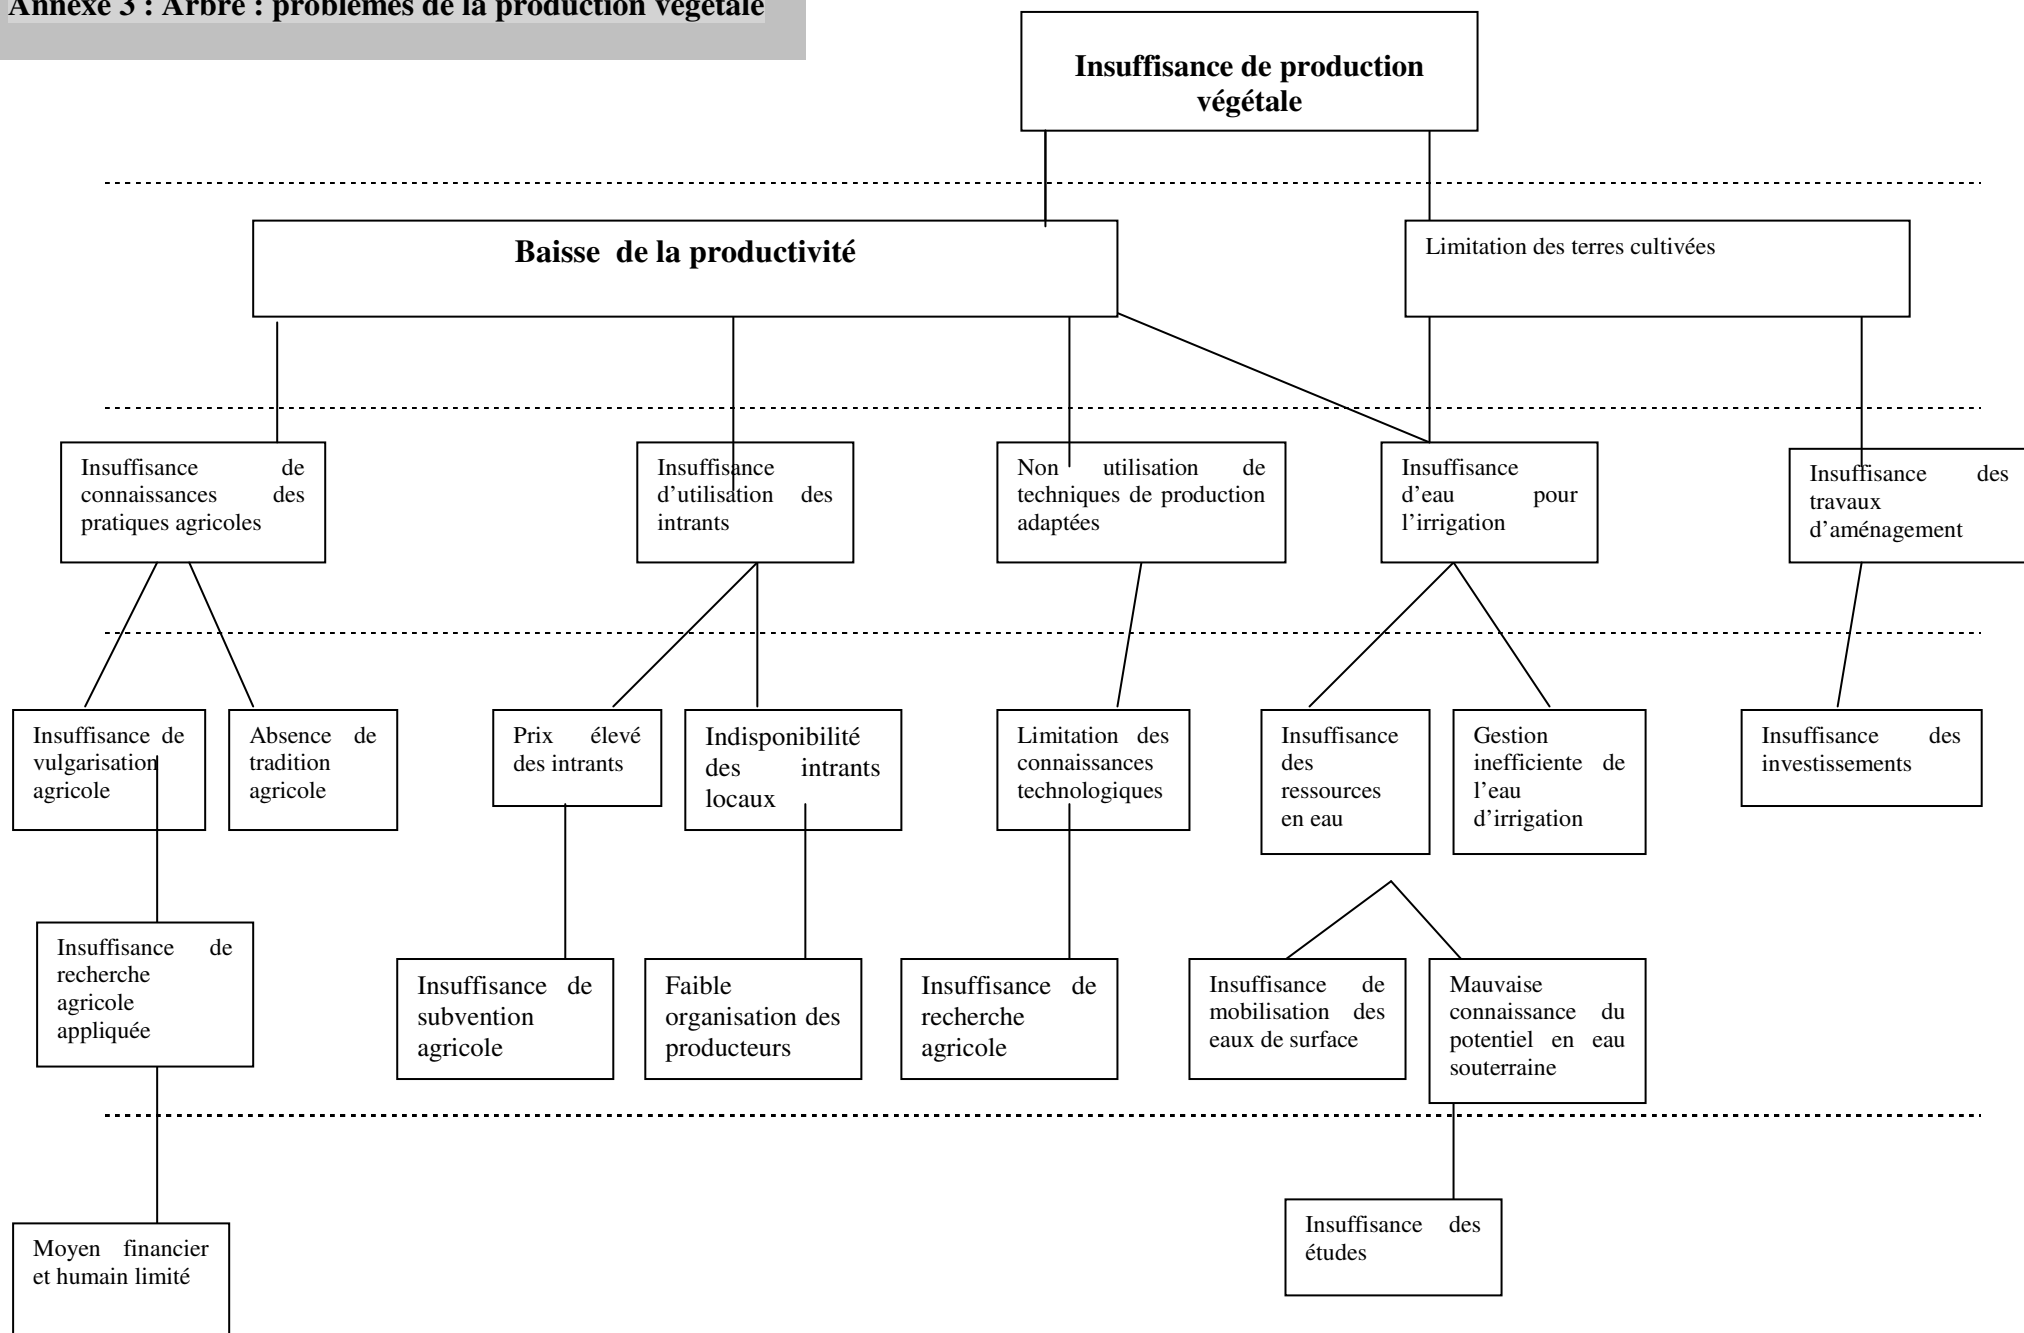 Annexe 3 : Arbre : problèmes de la production végétale
Insuffisance de production
végétale
Baisse de la productivité
Limitation des terres cultivées
Insuffisance de
connaissances des
pratiques agricoles
Insuffisance
d’utilisation des
intrants
Non utilisation de
techniques de production
adaptées
Insuffisance
d’eau pour
l’irrigation
Insuffisance des
travaux
d’aménagement
Insuffisance de
vulgarisation
agricole
Absence de
tradition
agricole
Prix élevé
des intrants
Indisponibilité
des intrants
locaux
Limitation des
connaissances
technologiques
Insuffisance
des
ressources
en eau
Gestion
inefficiente de
l’eau
d’irrigation
Insuffisance des
investissements
Insuffisance de
recherche
agricole
appliquée
Insuffisance de
subvention
agricole
Faible
organisation des
producteurs
Insuffisance de
recherche
agricole
Insuffisance de
mobilisation des
eaux de surface
Mauvaise
connaissance du
potentiel en eau
souterraine
Moyen financier
et humain limité
Insuffisance des
études